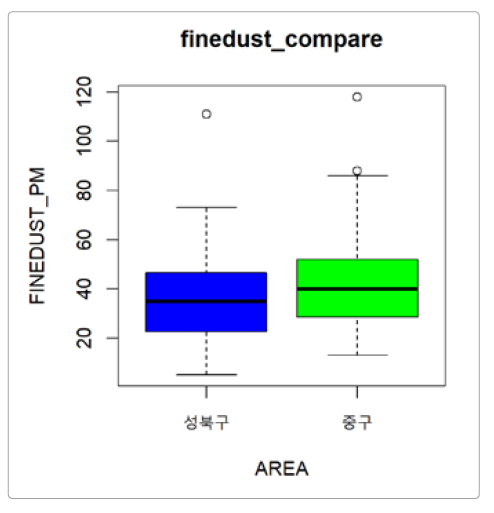 finedust_compare
FINEDUST_PM
120
100
80
60
40
20
성북구
중구
AREA